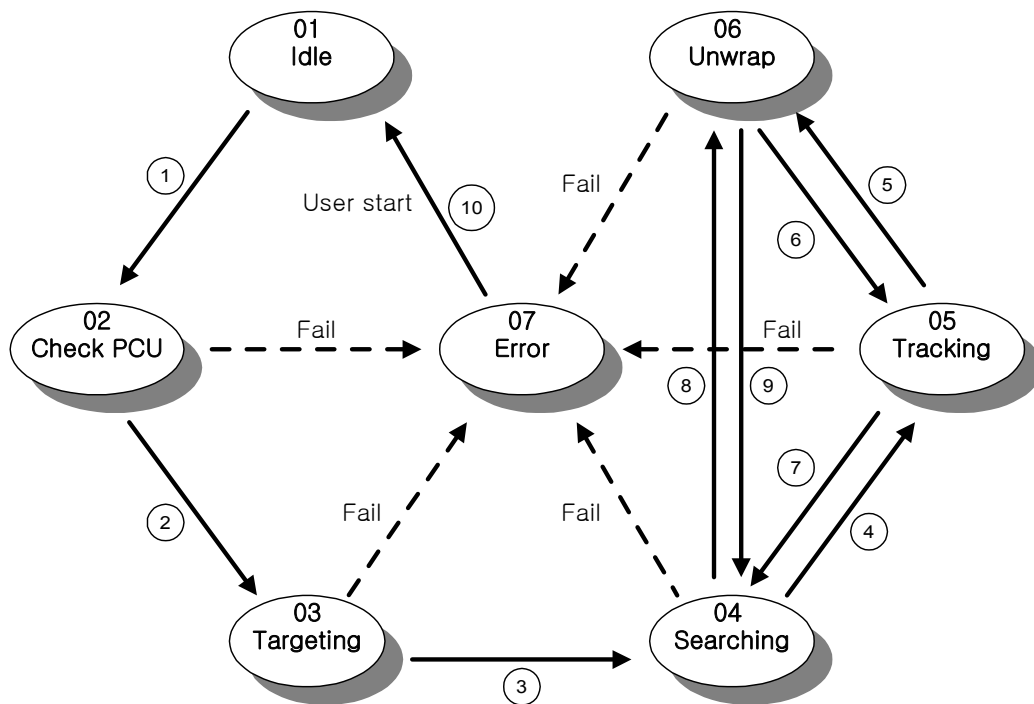 01
Idle
06
Unwrap
1
User start
10
Fail
5
6
02
Check PCU
Fail
07
Error
Fail
05
Tracking
8
9
7
2
Fail
Fail
4
03
Targeting
3
04
Searching